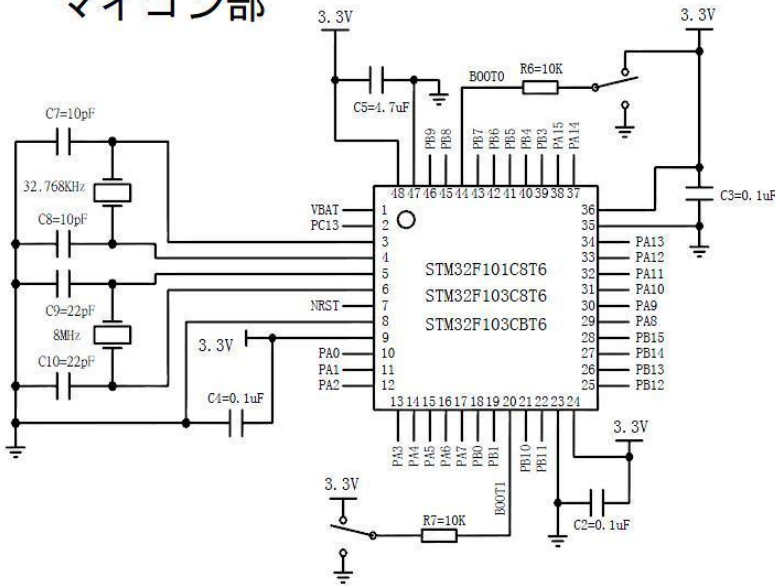 マイコン部
3.3V
3.3V
BOOT0
R6=10K
C5=4.7uF
C7=10pF
32.768KHz
C8=10pF
C9=22pF
8MHz
C10=22pF
PB9
PB8
PB7
PB6
PB5
PB4
PB3
PA15
PA14
48 47 46 45 44 43 42 41 40 39 38 37
VBAT 1
PC13 2
3
4
5
6
NRST 7
8
9
PA0 10
PA1 11
PA2 12
3.3V
C4=0.1uF
STM32F101C8T6
STM32F103C8T6
STM32F103CBT6
36
35
34 PA13
33 PA12
32 PA11
31 PA10
30 PA9
29 PA8
28 PB15
27 PB14
26 PB13
25 PB12
C3=0.1uF
13 14 15 16 17 18 19 20 21 22 23 24
PA3
PA4
PA5
PA6
PA7
PB0
PB1
BOOT1
PB10
PB11
3.3V
C2=0.1uF
3.3V
R7=10K